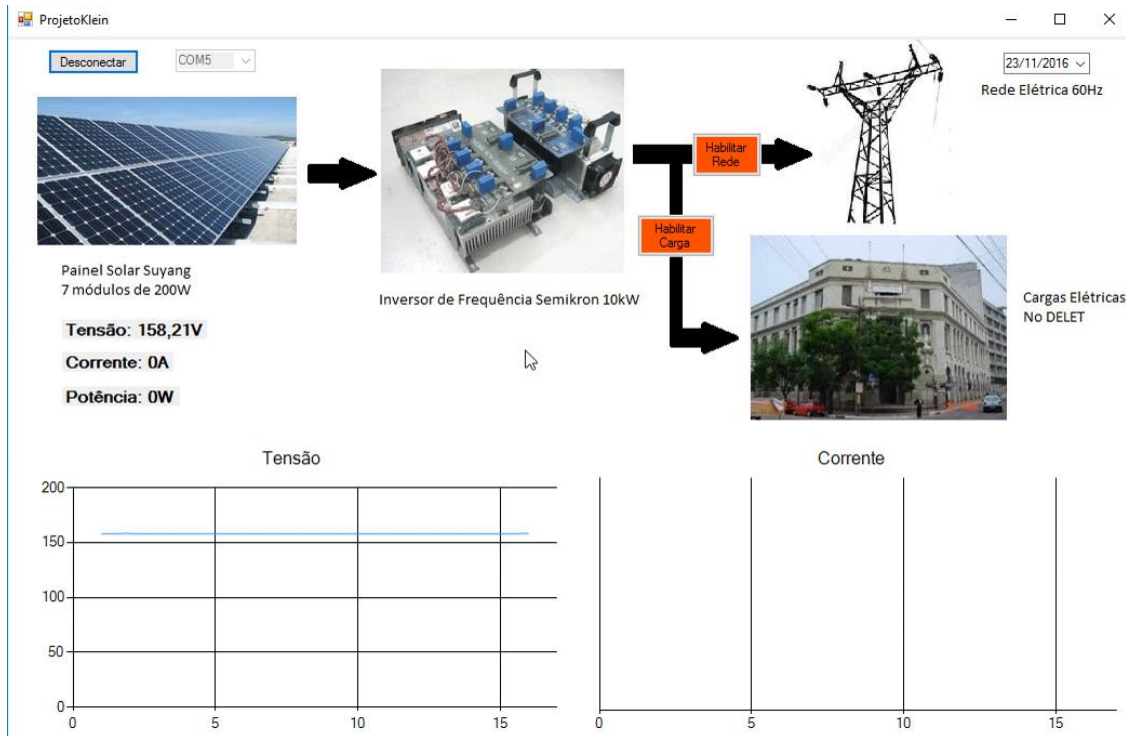 ProjetoKlein
Desconectar
COM5
23/11/2016
Rede Elétrica 60Hz
Habilitar
Rede
Habilitar
Carga
Painel Solar Suyang
7 módulos de 200W
Inversor de Frequência Semikron 10kW
Cargas Elétricas
No DELET
Tensão: 158,21V
Corrente: 0A
Potência: 0W
Tensão
200
150
100
50
0
0 5 10 15
Corrente
0 5 10 15